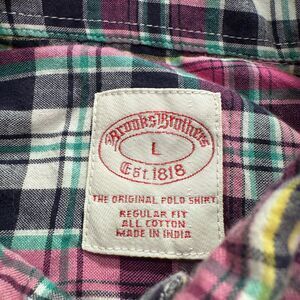 Brooks Brothers
L
Est 1818
THE ORIGINAL POLO SHIRT
REGULAR FIT
ALL COTTON
MADE IN INDIA